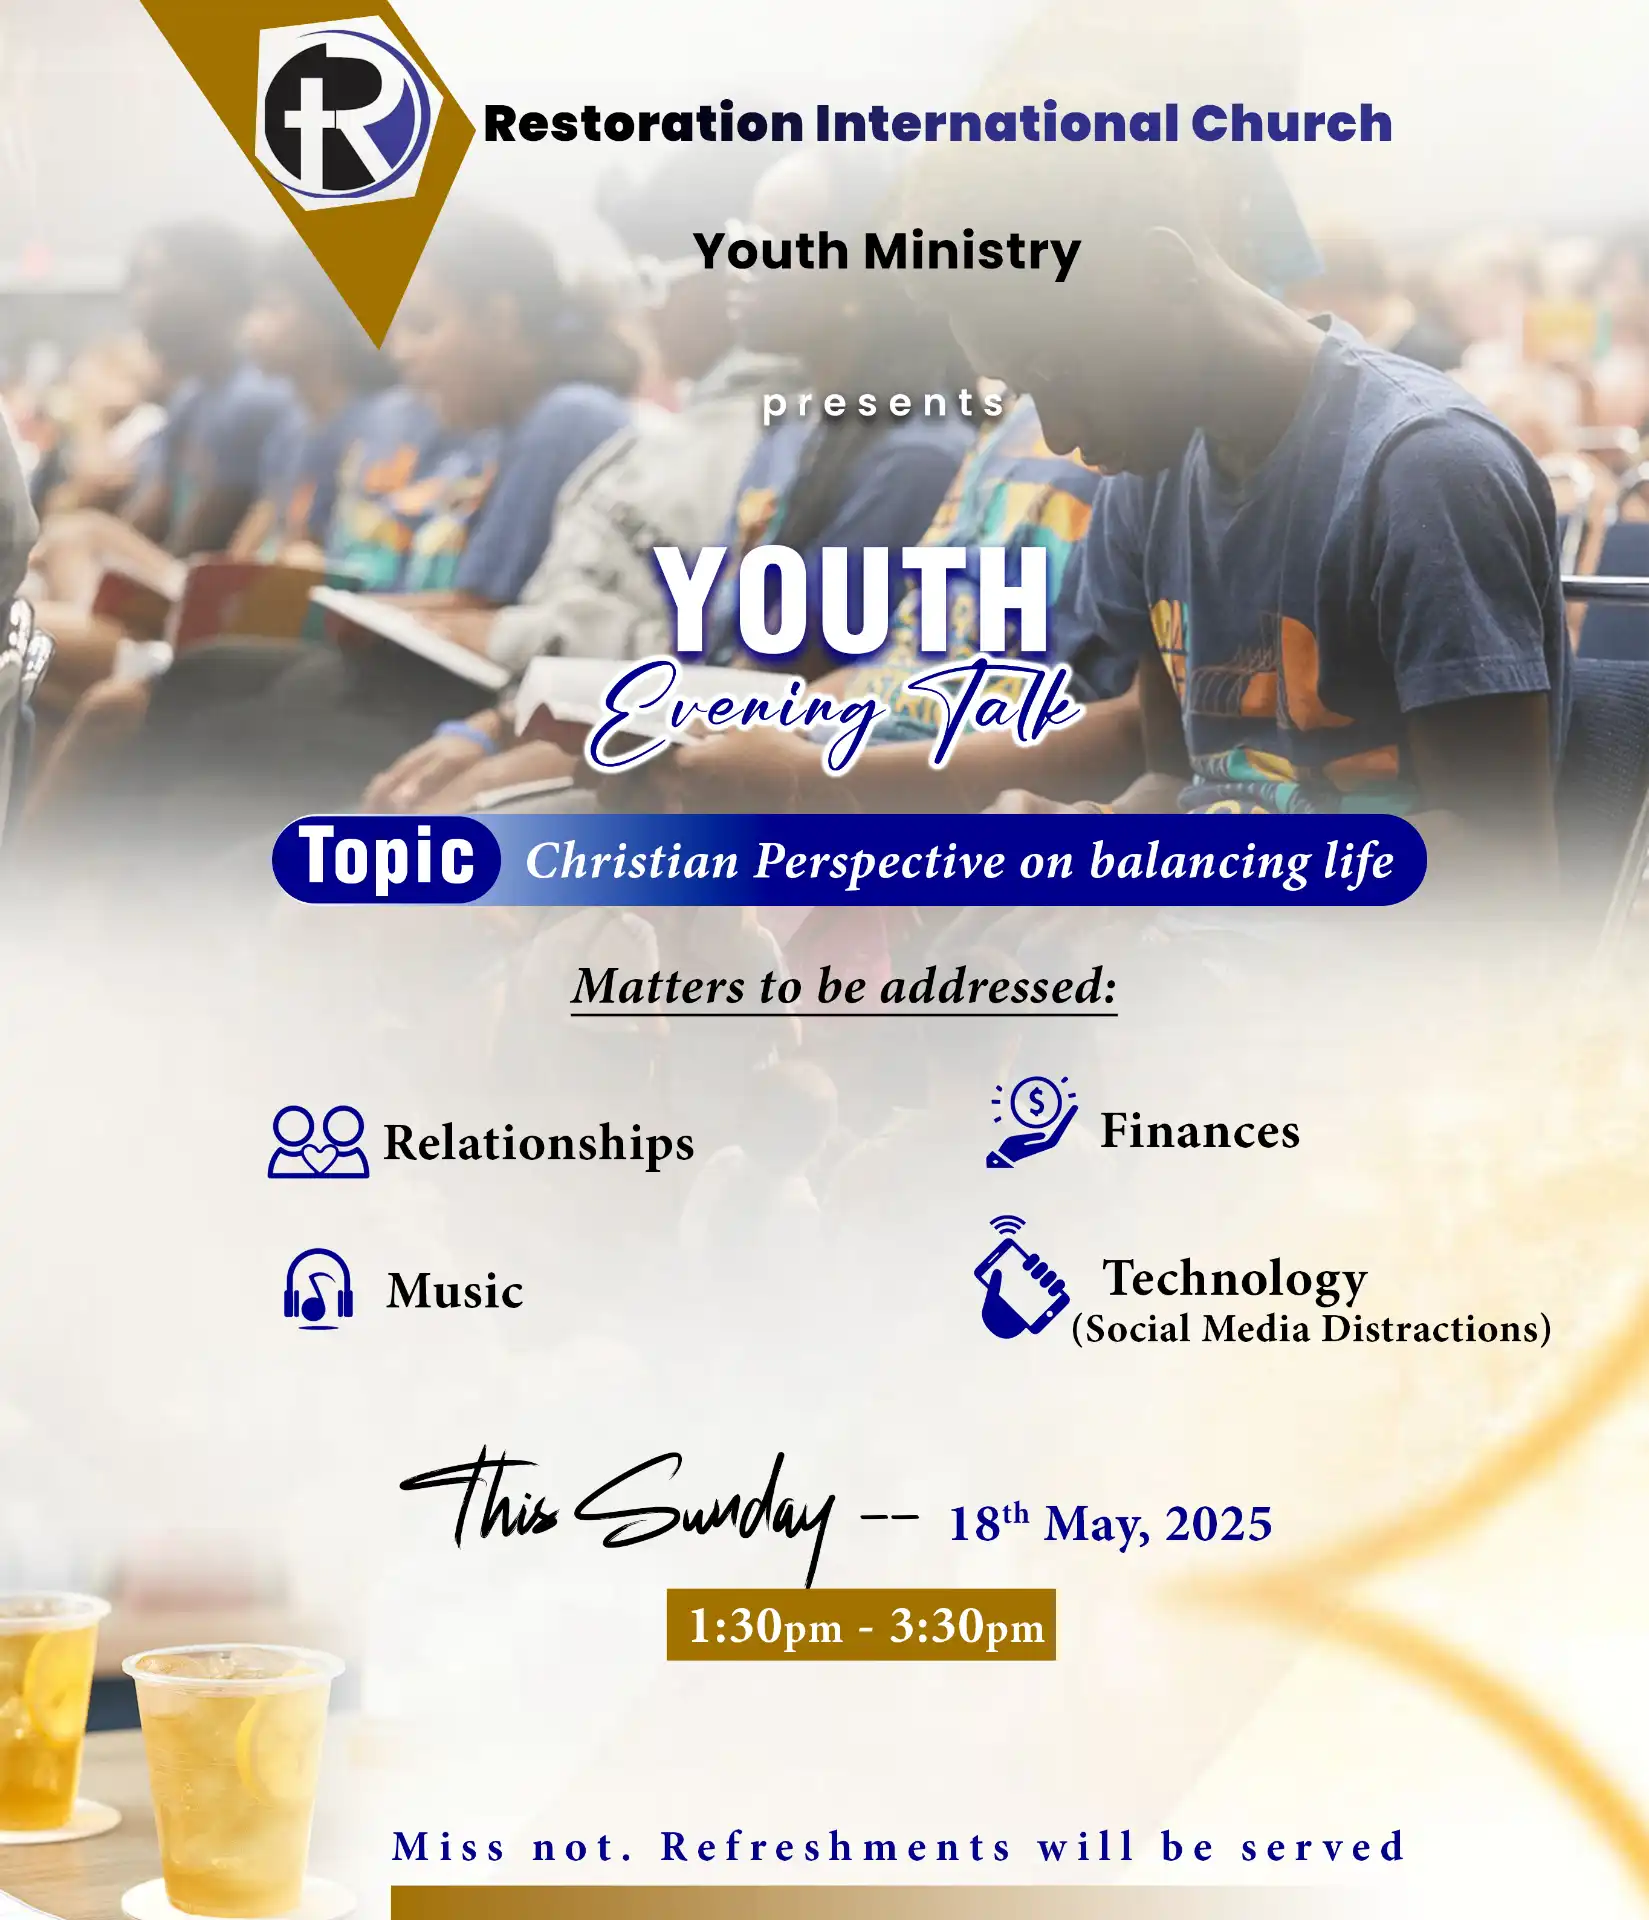 Restoration International Church
Youth Ministry
presents
YOUTH
Evening Talk
Topic Christian Perspective on balancing life
Matters to be addressed:
Relationships
Finances
Music
Technology
(Social Media Distractions)
This Sunday -- 18th May, 2025
1:30pm - 3:30pm
Miss not. Refreshments will be served